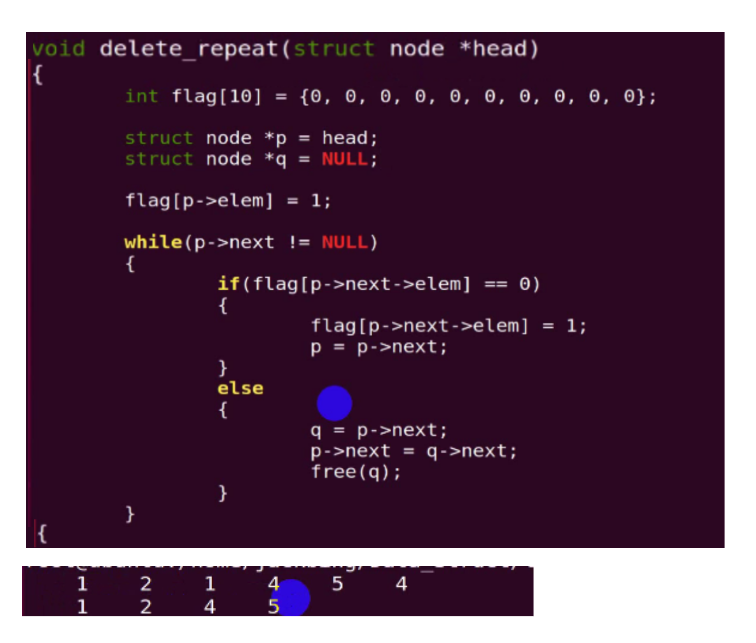 void delete_repeat(struct node *head)
{
        int flag[10] = {0, 0, 0, 0, 0, 0, 0, 0, 0, 0};

        struct node *p = head;
        struct node *q = NULL;

        flag[p->elem] = 1;

        while(p->next != NULL)
        {
                if(flag[p->next->elem] == 0)
                {
                        flag[p->next->elem] = 1;
                        p = p->next;
                }
                else
                {
                        q = p->next;
                        p->next = q->next;
                        free(q);
                }
        }
{
1 2 1 4 5 4
1 2 4 5